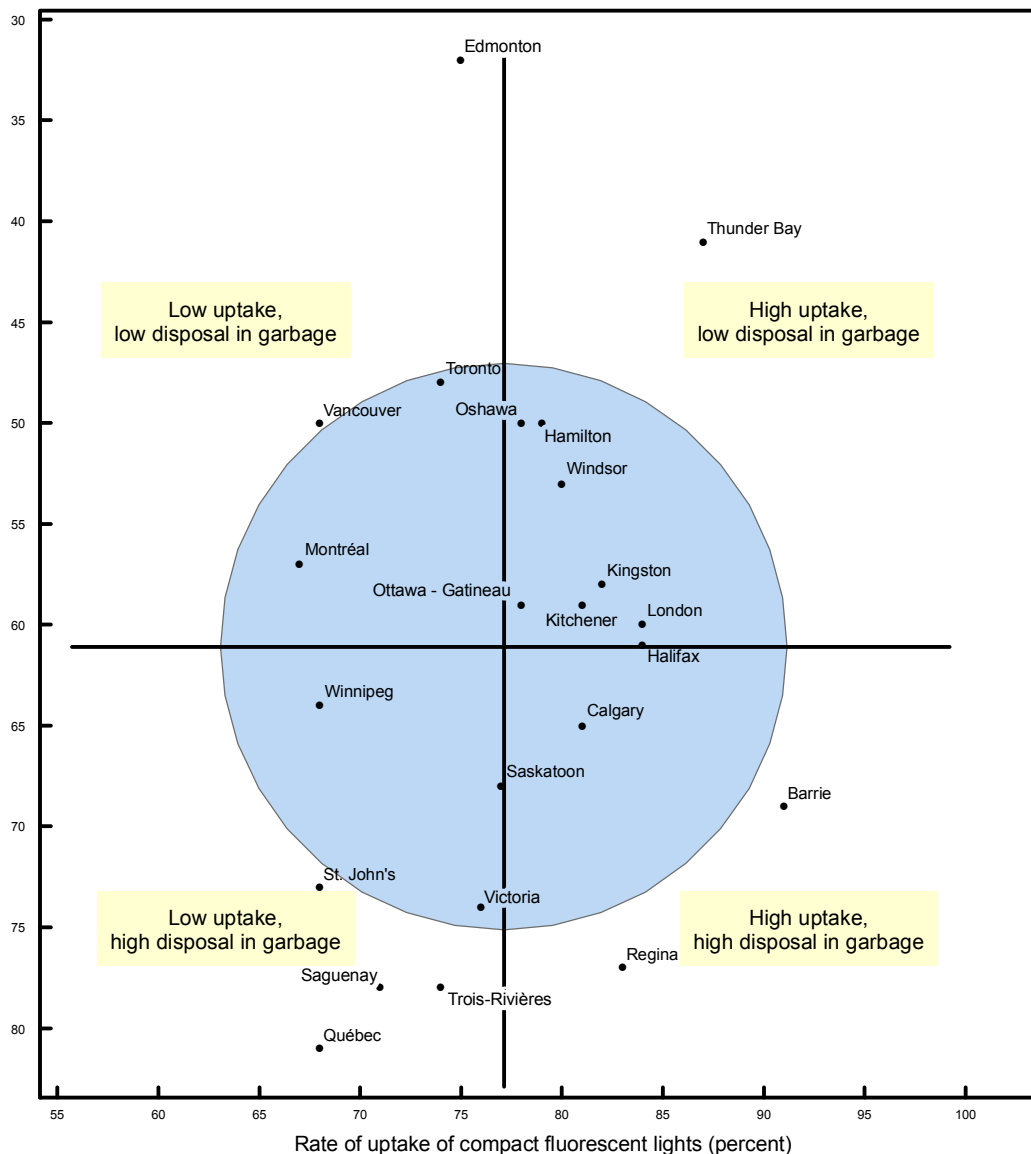 30
Edmonton
35
40
Thunder Bay
Low uptake,
low disposal in garbage
High uptake,
low disposal in garbage
45
Toronto
Vancouver
Oshawa
50
Hamilton
Windsor
55
Montréal
Kingston
Ottawa - Gatineau
London
Kitchener
60
Halifax
Winnipeg
Calgary
65
Saskatoon
Barrie
70
St. John's
Victoria
Low uptake,
high disposal in garbage
High uptake,
high disposal in garbage
75
Regina
Saguenay
Trois-Rivières
Québec
80
55 60 65 70 75 80 85 90 95 100
Rate of uptake of compact fluorescent lights (percent)